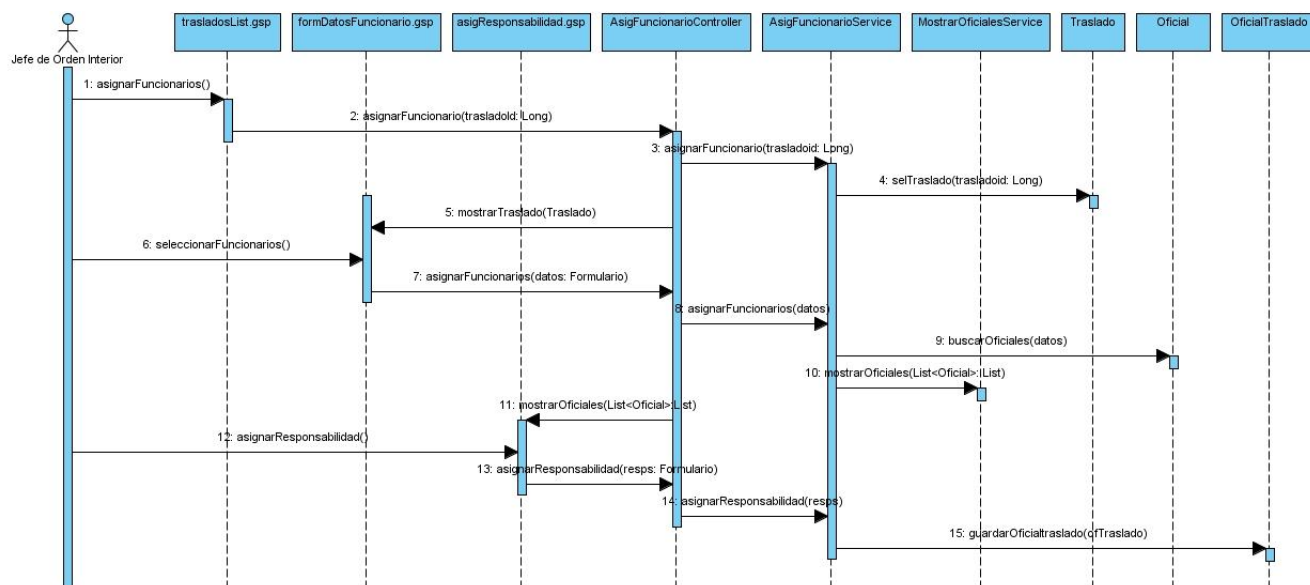 trasladosList.gsp
formDatosFuncionario.gsp
asigResponsabilidad.gsp
AsigFuncionarioController
AsigFuncionarioService
MostrarOficialesService
Traslado
Oficial
OficialTraslado
Jefe de Orden Interior
1: asignarFuncionarios()
2: asignarFuncionario(trasladoId: Long)
3: asignarFuncionario(trasladoid: Long)
4: selTraslado(trasladoid: Long)
5: mostrarTraslado(Traslado)
6: seleccionarFuncionarios()
7: asignarFuncionarios(datos: Formulario)
8: asignarFuncionarios(datos)
9: buscarOficiales(datos)
10: mostrarOficiales(List<Oficial>: List)
11: mostrarOficiales(List<Oficial>:List)
12: asignarResponsabilidad()
13: asignarResponsabilidad(resps: Formulario)
14: asignarResponsabilidad(resps)
15: guardarOficialtraslado(ofTraslado)